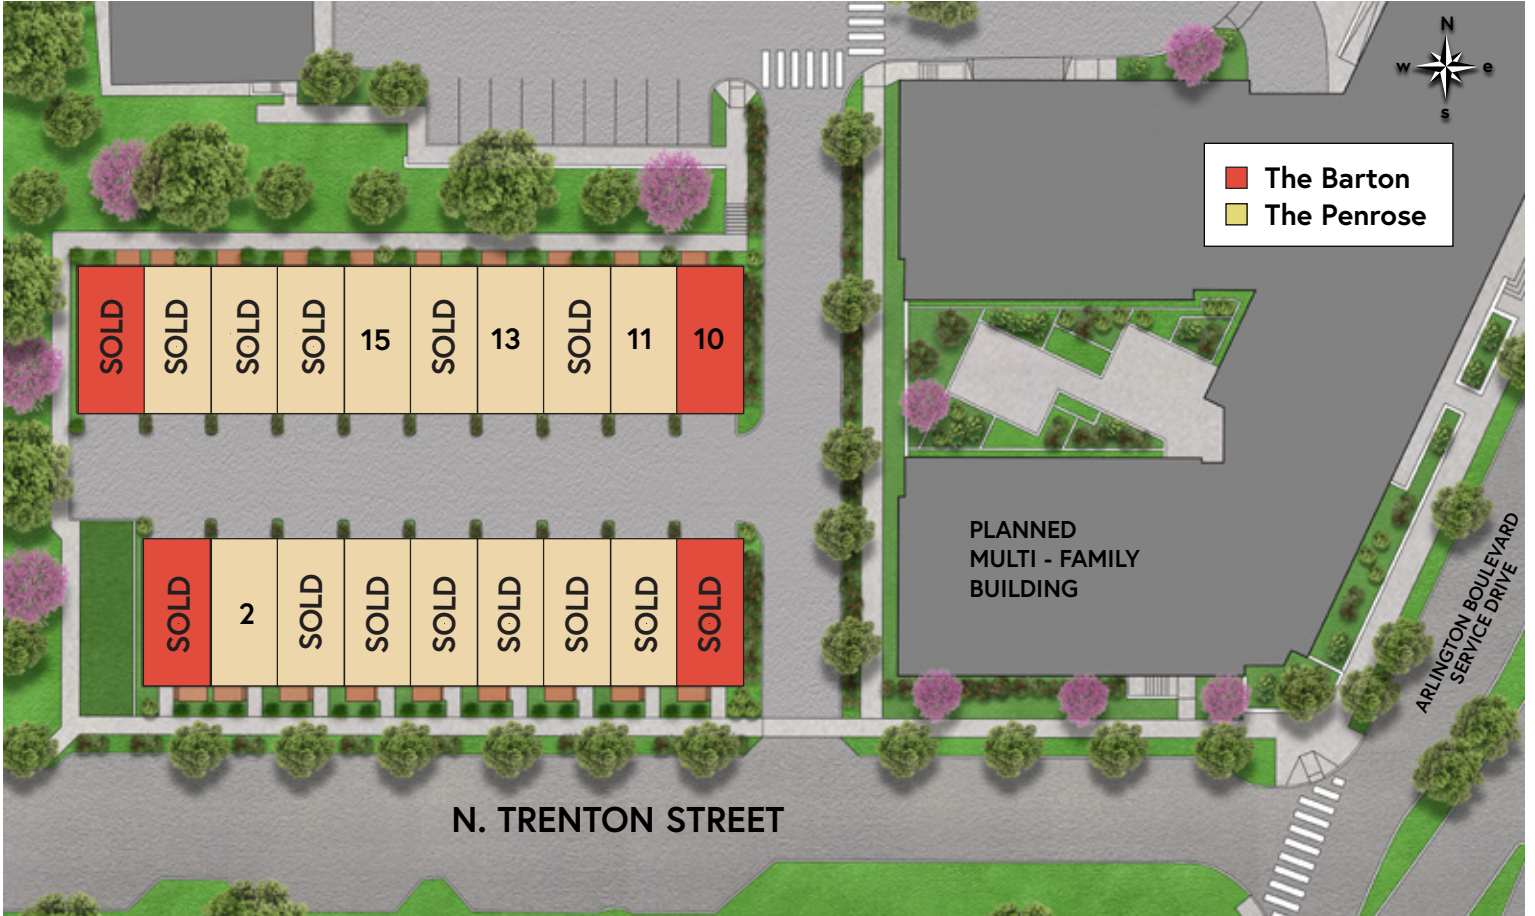 N
w
e
s
The Barton
The Penrose
SOLD
SOLD
SOLD
SOLD
15
SOLD
13
SOLD
11
10
PLANNED
MULTI - FAMILY
BUILDING
SOLD
2
SOLD
SOLD
SOLD
SOLD
SOLD
SOLD
SOLD
ARLINGTON BOULEVARD
SERVICE DRIVE
N. TRENTON STREET